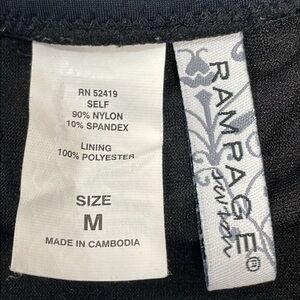 RN 52419
SELF
90% NYLON
10% SPANDEX
LINING
100% POLYESTER
SIZE
M
MADE IN CAMBODIA
RAMPAGE®